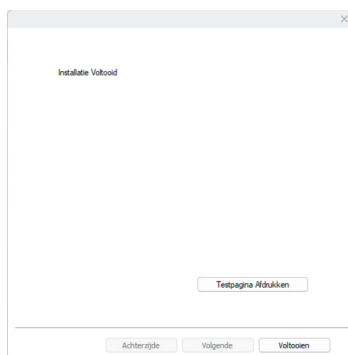 Installatie Voltooid
Testpagina Afdrukken
Achterzijde
Volgende
Voltooien